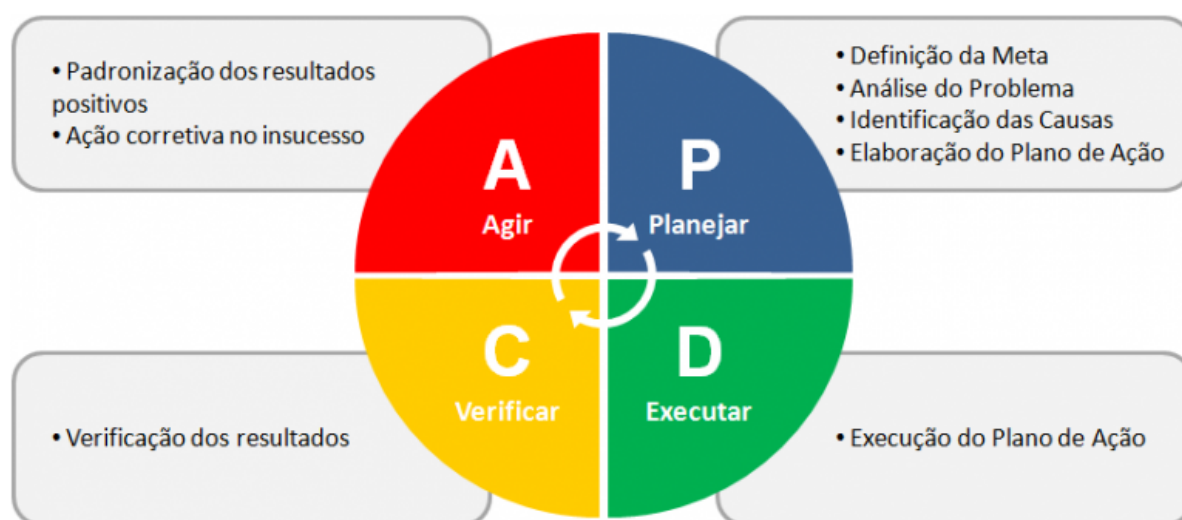 • Padronização dos resultados
positivos
• Ação corretiva no insucesso
A
Agir
P
Planejar
• Definição da Meta
• Análise do Problema
• Identificação das Causas
• Elaboração do Plano de Ação
• Verificação dos resultados
C
Verificar
D
Executar
• Execução do Plano de Ação